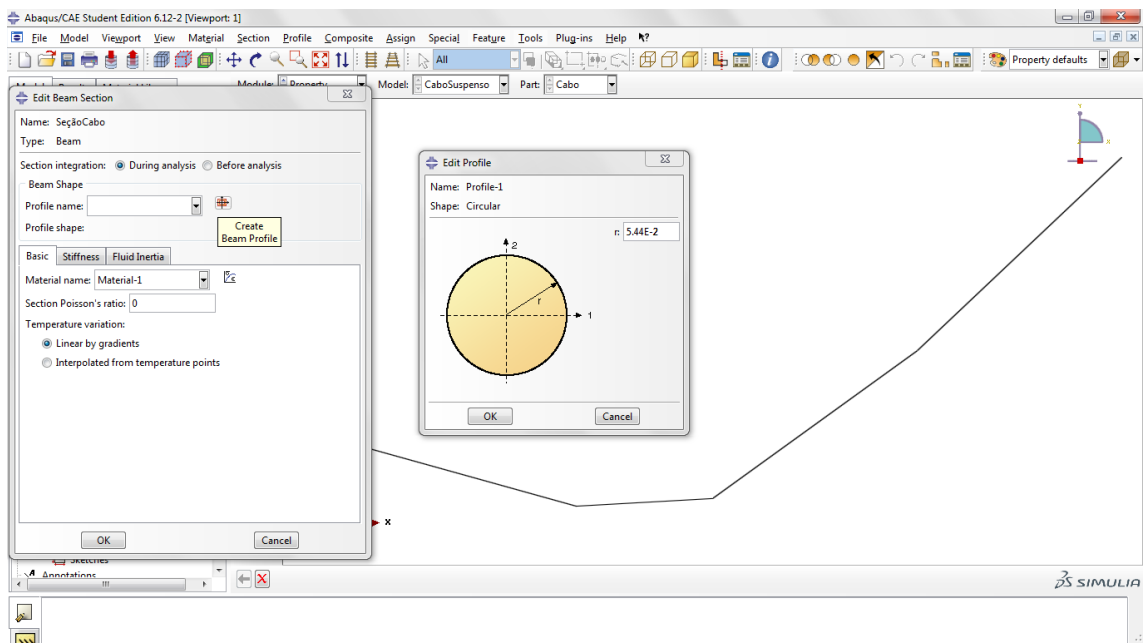 Abaqus/CAE Student Edition 6.12-2 [Viewport: 1]
File Model Viewport View Material Section Profile Composite Assign Special Feature Tools Plug-ins Help
All
Property defaults
Model: CaboSuspenso Part: Cabo
Edit Beam Section
Name: SeçãoCabo
Type: Beam
Section integration: During analysis Before analysis
Beam Shape
Profile name:
Create
Beam Profile
Profile shape:
Basic Stiffness Fluid Inertia
Material name: Material-1
Section Poisson's ratio: 0
Temperature variation:
Linear by gradients
Interpolated from temperature points
OK Cancel
Edit Profile
Name: Profile-1
Shape: Circular
r: 5.44E-2
2
r
1
OK Cancel
Y
X
X
Annotations
SIMULIA